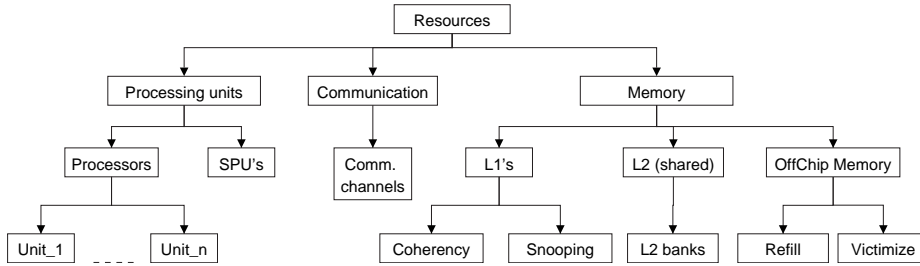 Resources
Processing units
Communication
Memory
Processors
SPU's
Comm.
channels
L1's
L2 (shared)
OffChip Memory
Unit_1
Unit_n
Coherency
Snooping
L2 banks
Refill
Victimize